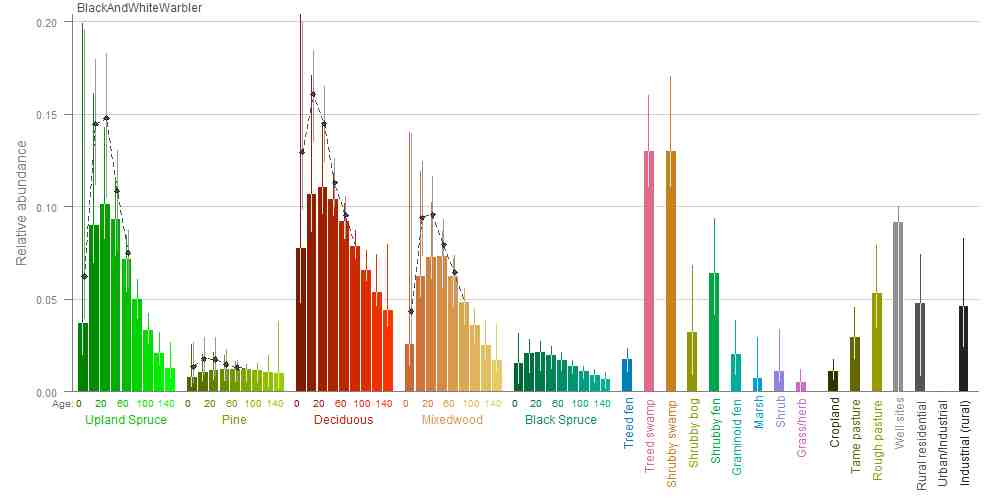 BlackAndWhiteWarbler
Relative abundance
0.20
0.15
0.10
0.05
0.00
Age: 0 20 60 100 140 0 20 60 100 140 0 20 60 100 140 0 20 60 100 140 0 20 60 100 140
Upland Spruce Pine Deciduous Mixedwood Black Spruce
Treed fen
Treed swamp
Shrubby swamp
Shrubby bog
Shrubby fen
Graminoid fen
Marsh
Shrub
Grass/herb
Cropland
Tame pasture
Rough pasture
Well sites
Rural residential
Urban/Industrial
Industrial (rural)